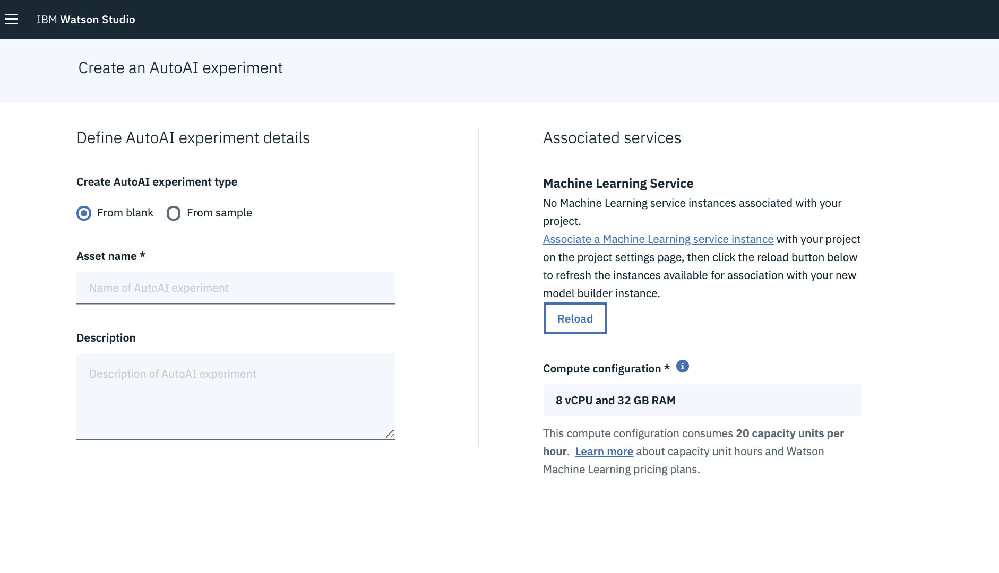 IBM Watson Studio
Create an AutoAI experiment
Define AutoAI experiment details
Create AutoAI experiment type
From blank
From sample
Asset name *
Name of AutoAI experiment
Description
Description of AutoAI experiment
Associated services
Machine Learning Service
No Machine Learning service instances associated with your
project.
Associate a Machine Learning service instance with your project
on the project settings page, then click the reload button below
to refresh the instances available for association with your new
model builder instance.
Reload
Compute configuration *
8 vCPU and 32 GB RAM
This compute configuration consumes 20 capacity units per
hour. Learn more about capacity unit hours and Watson
Machine Learning pricing plans.